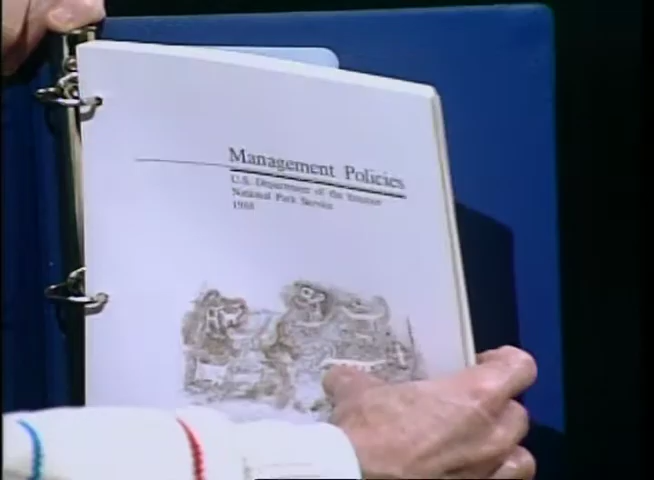 Management Policies
U.S. Department of the Interior
National Park Service
1988